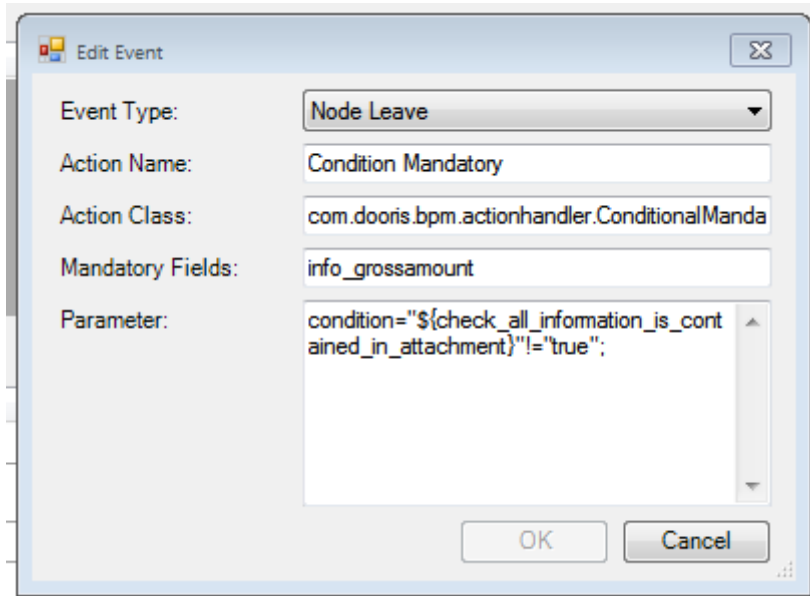 Edit Event
Event Type: Node Leave
Action Name: Condition Mandatory
Action Class: com.dooris.bpm.actionhandler.ConditionalManda
Mandatory Fields: info_grossamount
Parameter: condition="${check_all_information_is_cont
ained_in_attachment}"!="true";
OK Cancel